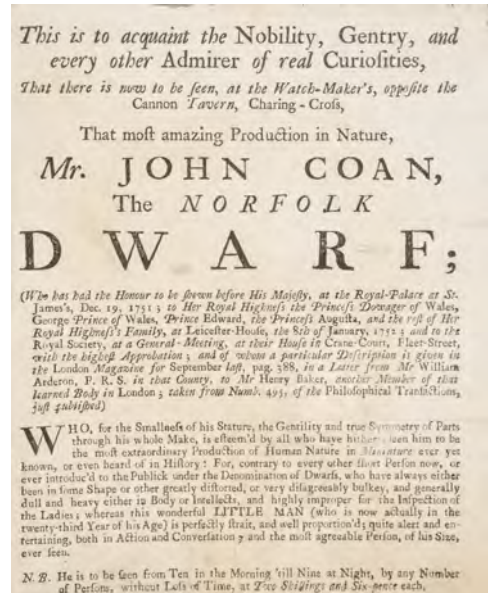 This is to acquaint the Nobility, Gentry, and
every other Admirer of real Curioſities,
That there is now to be ſeen, at the Watch-Maker's, oppoſite the
Cannon Tavern, Charing-Croſs,
That moſt amazing Production in Nature,
Mr. JOHN COAN,
The NORFOLK
DWARF;
(Who has had the Honour to be ſhewn before His Majeſty, at the Royal-Palace at St.
James's, Dec. 19, 1751; to Her Royal Highneſs the Princeſs Dowager of Wales,
George Prince of Wales, Prince Edward, the Princeſs Auguſta, and the reſt of Her
Royal Highneſs's Family, at Leiceſter-Houſe, the 8th of January, 1752; and to the
Royal Society, at a General-Meeting, at their Houſe in Crane-Court, Fleet-Street,
with the higheſt Approbation; and of whom a particular Deſcription is given in
the London Magazine for September laſt, pag. 388, in a Letter from Mr William
Arderon, F. R. S. in that County, to Mr Henry Baker, another Member of that
learned Body in London; taken from Numb. 495, of the Philoſophical Tranſactions,
juſt publiſhed)
WHO, for the Smallneſs of his Stature, the Gentility and true Symmetry of Parts
through his whole Make, is eſteem'd by all who have hither ſeen him to be
the moſt extraordinary Production of Human Nature in Miniature ever yet
known, or even heard of in Hiſtory: For, contrary to every other ſhort Perſon now, or
ever introduc'd to the Publick under the Denomination of Dwarfs, who have always either
been in ſome Shape or other greatly diſtorted, or very diſagreeably bulkey, and generally
dull and heavy either in Body or Intellects, and highly improper for the Inſpection of
the Ladies; whereas this wonderful LITTLE MAN (who is now actually in the
twenty-third Year of his Age) is perfectly ſtrait, and well proportion'd; quite alert and en-
tertaining, both in Action and Converſation; and the moſt agreeable Perſon, of his Size,
ever ſeen.
N. B. He is to be ſeen from Ten in the Morning 'till Nine at Night, by any Number
of Perſons, without Loſs of Time, at Two Shillings and Six-pence each.